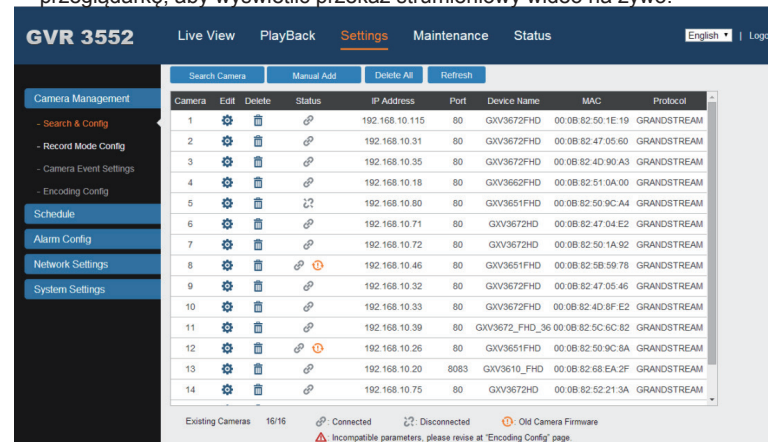 przeglądarkę, aby wyświetlić przekaz strumieniowy wideo na żywo.
GVR 3552 Live View PlayBack Settings Maintenance Status English | Logo
Search Camera Manual Add Delete All Refresh
Camera Management
- Search & Config
- Record Mode Config
- Camera Event Settings
- Encoding Config
Schedule
Alarm Config
Network Settings
System Settings
Camera Edit Delete Status IP Address Port Device Name MAC Protocol
1 192.168.10.115 80 GXV3672FHD 00:0B:82:50:1E:19 GRANDSTREAM
2 192.168.10.31 80 GXV3672FHD 00:0B:82:47:05:60 GRANDSTREAM
3 192.168.10.35 80 GXV3672FHD 00:0B:82:4D:90:A3 GRANDSTREAM
4 192.168.10.18 80 GXV3662FHD 00:0B:82:51:0A:00 GRANDSTREAM
5 192.168.10.80 80 GXV3651FHD 00:0B:82:50:9C:A4 GRANDSTREAM
6 192.168.10.71 80 GXV3672HD 00:0B:82:47:04:E2 GRANDSTREAM
7 192.168.10.72 80 GXV3672HD 00:0B:82:50:1A:92 GRANDSTREAM
8 192.168.10.46 80 GXV3651FHD 00:0B:82:5B:59:78 GRANDSTREAM
9 192.168.10.32 80 GXV3672FHD 00:0B:82:47:05:46 GRANDSTREAM
10 192.168.10.33 80 GXV3672FHD 00:0B:82:4D:8F:E2 GRANDSTREAM
11 192.168.10.39 80 GXV3672_FHD_36 00:0B:82:5C:6C:82 GRANDSTREAM
12 192.168.10.26 80 GXV3651FHD 00:0B:82:50:9C:8A GRANDSTREAM
13 192.168.10.20 8083 GXV3610_FHD 00:0B:82:68:EA:2F GRANDSTREAM
14 192.168.10.75 80 GXV3672HD 00:0B:82:52:21:3A GRANDSTREAM
Existing Cameras 16/16 : Connected : Disconnected : Old Camera Firmware
: Incompatible parameters, please revise at "Encoding Config" page.